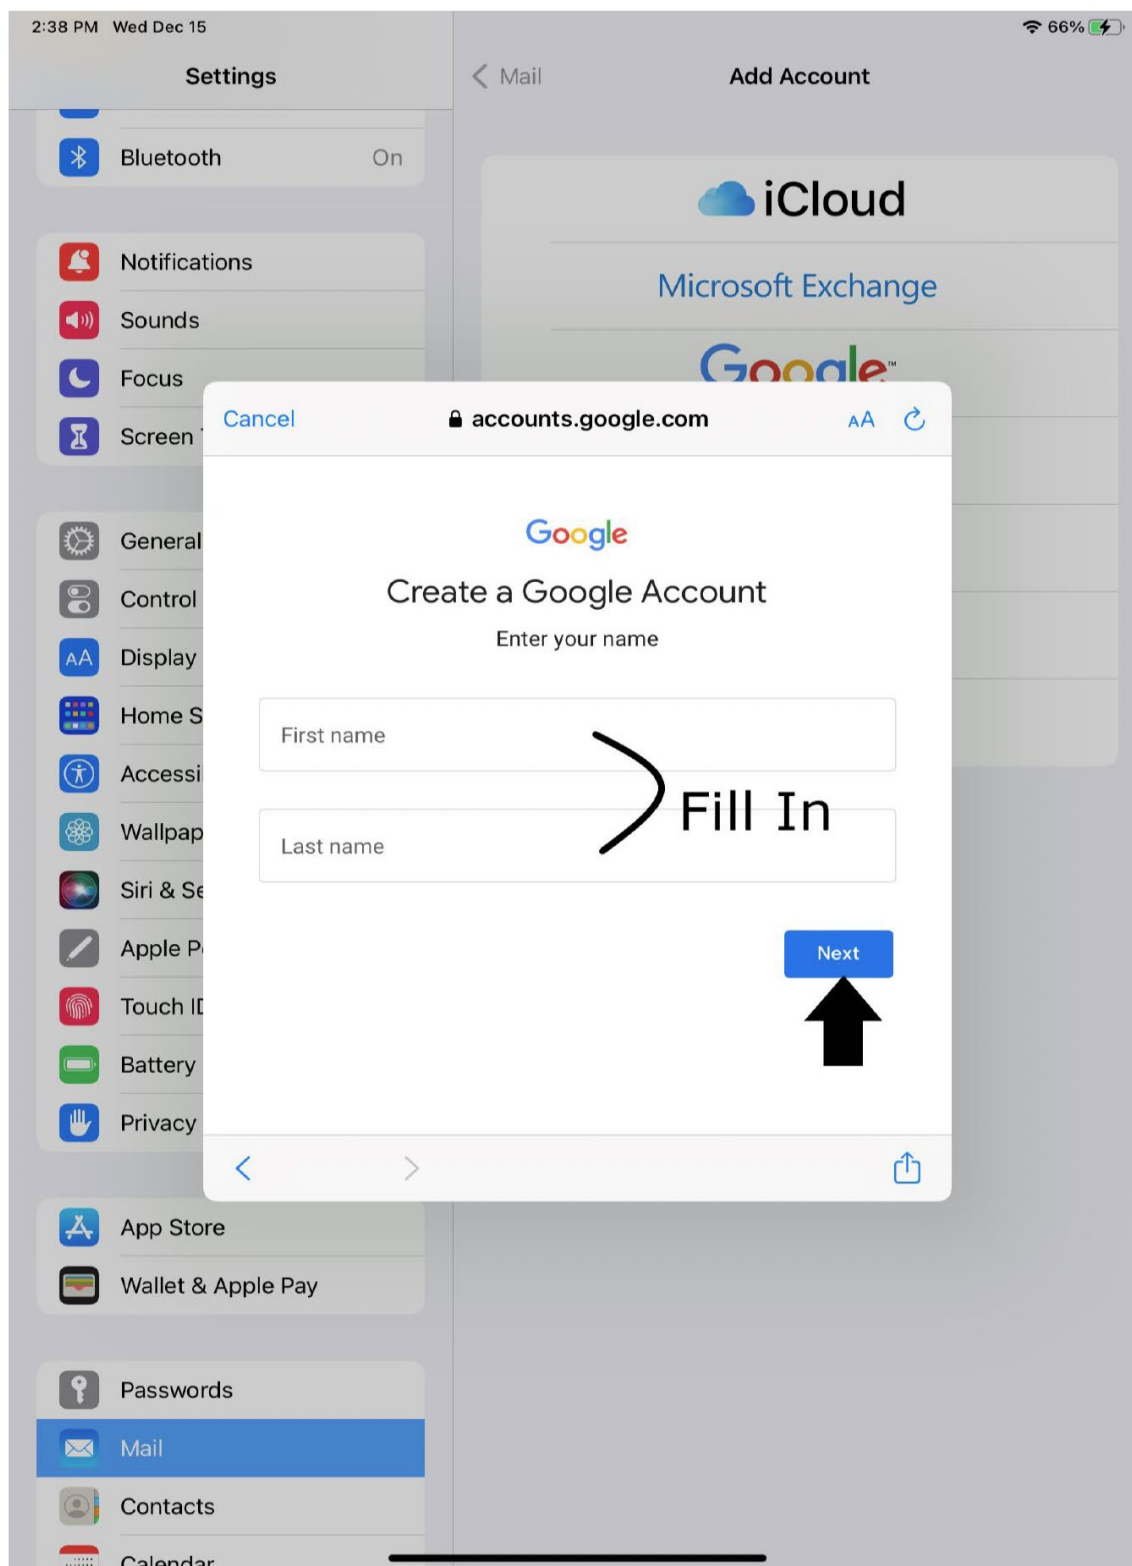 2:38 PM Wed Dec 15
66%
Settings
Mail
Add Account
Bluetooth
On
iCloud
Notifications
Microsoft Exchange
Sounds
Google™
Focus
Screen
Cancel
accounts.google.com
AA
Google
General
Create a Google Account
Control
Enter your name
AA
Display
Home S
First name
Accessi
Fill In
Wallpap
Last name
Siri & Se
Apple P
Next
Touch ID
Battery
Privacy
App Store
Wallet & Apple Pay
Passwords
Mail
Contacts
Calendar